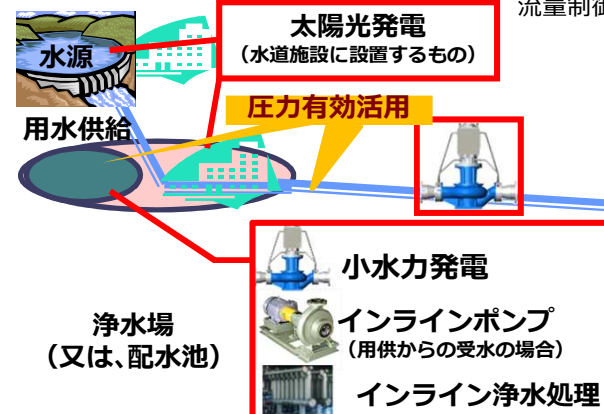 流量制御
太陽光発電
（水道施設に設置するもの）
水源
圧力有効活用
用水供給
小水力発電
インラインポンプ
（用供からの受水の場合）
浄水場
（又は、配水池）
インライン浄水処理